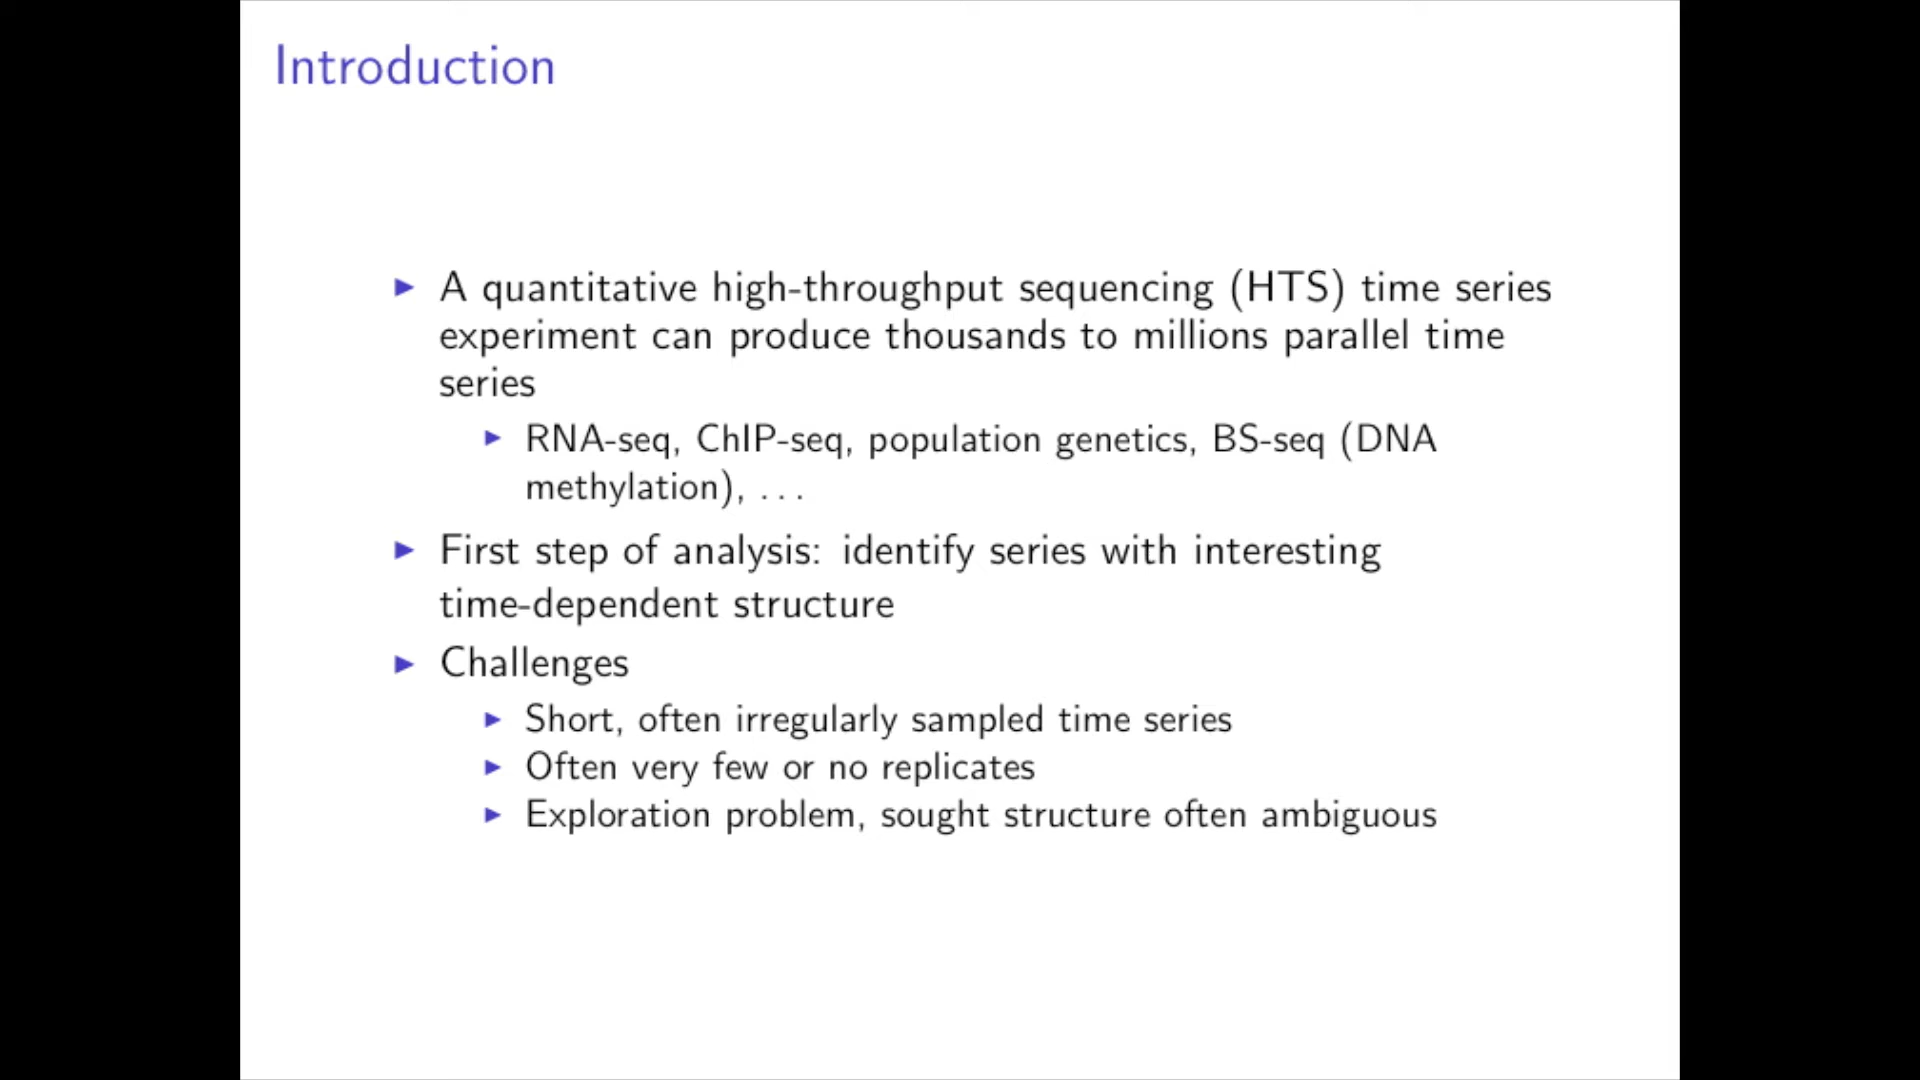 Introduction
A quantitative high-throughput sequencing (HTS) time series
experiment can produce thousands to millions parallel time
series
RNA-seq, ChIP-seq, population genetics, BS-seq (DNA
methylation), ...
First step of analysis: identify series with interesting
time-dependent structure
Challenges
Short, often irregularly sampled time series
Often very few or no replicates
Exploration problem, sought structure often ambiguous